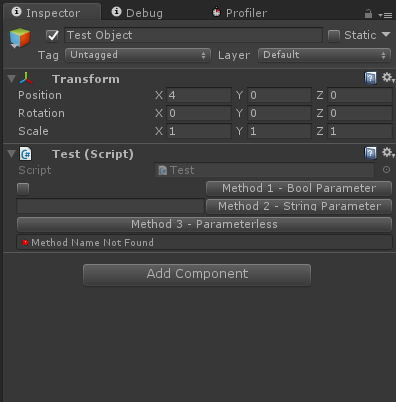 Inspector Debug Profiler
Test Object Static
Tag Untagged Layer Default
Transform
Position X 4 Y 0 Z 0
Rotation X 0 Y 0 Z 0
Scale X 1 Y 1 Z 1
Test (Script)
Script Test
Method 1 - Bool Parameter
Method 2 - String Parameter
Method 3 - Parameterless
Method Name Not Found
Add Component